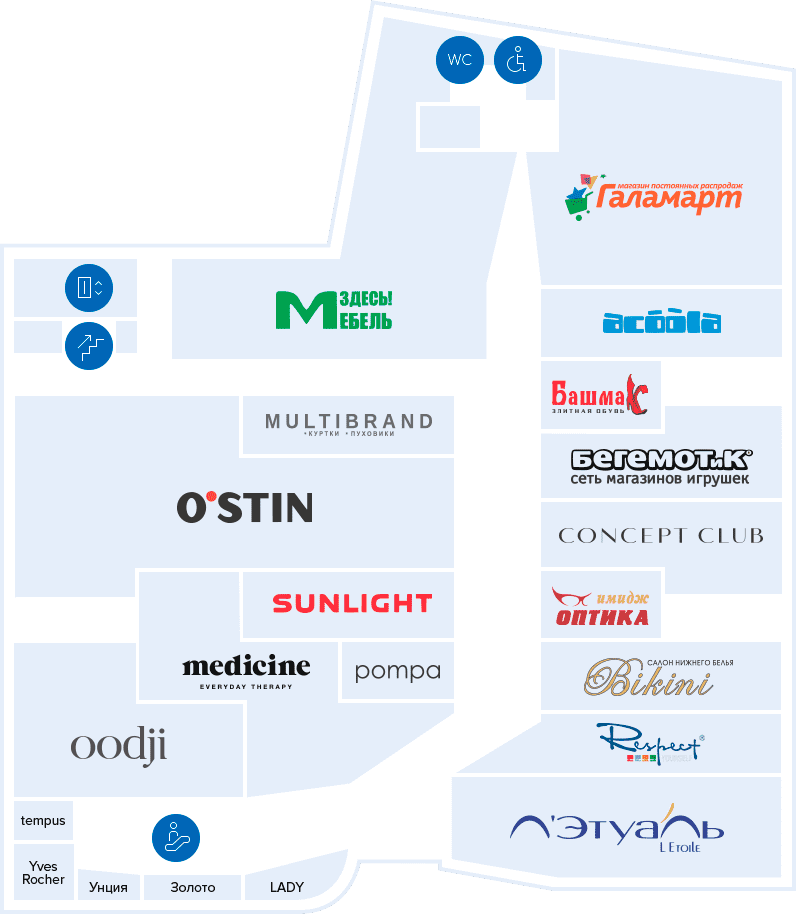 WC
магазин постоянных распродаж
Галамарт
ЗДЕСЬ!
МЕБЕЛЬ
acoola
Башмак
ЭЛИТНАЯ ОБУВЬ
MULTIBRAND
•КУРТКИ •ПУХОВИКИ
БЕГЕМОТиК®
сеть магазинов игрушек
O'STIN
CONCEPT CLUB
SUNLIGHT
имидж
ОПТИКА
medicine
EVERYDAY THERAPY
pompa
САЛОН НИЖНЕГО БЕЛЬЯ
Bikini
oodji
Respect®
YOURSELF
Л'Этуаль
L'Etoile
tempus
Yves
Rocher
Унция
Золото
LADY